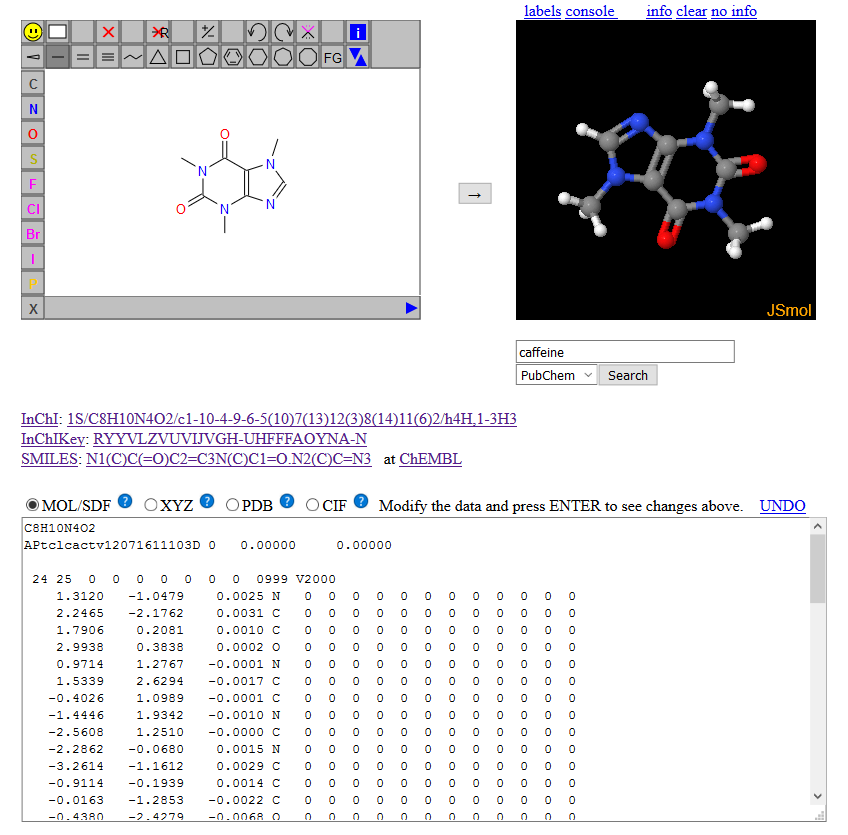 labels console info clear no info
R
i
FG
C
N
O
S
F
Cl
Br
I
P
X
O
N
N
O
N
N
→
JSmol
caffeine
PubChem Search
InChI: 1S/C8H10N4O2/c1-10-4-9-6-5(10)7(13)12(3)8(14)11(6)2/h4H,1-3H3
InChIKey: RYYVLZVUVIJVGH-UHFFFAOYNA-N
SMILES: N1(C)C(=O)C2=C3N(C)C1=O.N2(C)C=N3 at ChEMBL
MOL/SDF ? XYZ ? PDB ? CIF ? Modify the data and press ENTER to see changes above. UNDO
C8H10N4O2
APtclcactv12071611103D 0 0.00000 0.00000
24 25 0 0 0 0 0 0 0999 V2000
1.3120 -1.0479 0.0025 N 0 0 0 0 0 0 0 0 0 0 0 0
2.2465 -2.1762 0.0031 C 0 0 0 0 0 0 0 0 0 0 0 0
1.7906 0.2081 0.0010 C 0 0 0 0 0 0 0 0 0 0 0 0
2.9938 0.3838 0.0002 O 0 0 0 0 0 0 0 0 0 0 0 0
0.9714 1.2767 -0.0001 N 0 0 0 0 0 0 0 0 0 0 0 0
1.5339 2.6294 -0.0017 C 0 0 0 0 0 0 0 0 0 0 0 0
-0.4026 1.0989 -0.0001 C 0 0 0 0 0 0 0 0 0 0 0 0
-1.4446 1.9342 -0.0010 N 0 0 0 0 0 0 0 0 0 0 0 0
-2.5608 1.2510 -0.0000 C 0 0 0 0 0 0 0 0 0 0 0 0
-2.2862 -0.0680 0.0015 N 0 0 0 0 0 0 0 0 0 0 0 0
-3.2614 -1.1612 0.0029 C 0 0 0 0 0 0 0 0 0 0 0 0
-0.9114 -0.1939 0.0014 C 0 0 0 0 0 0 0 0 0 0 0 0
-0.0163 -1.2853 -0.0022 C 0 0 0 0 0 0 0 0 0 0 0 0
-0.4380 -2.4279 -0.0068 O 0 0 0 0 0 0 0 0 0 0 0 0